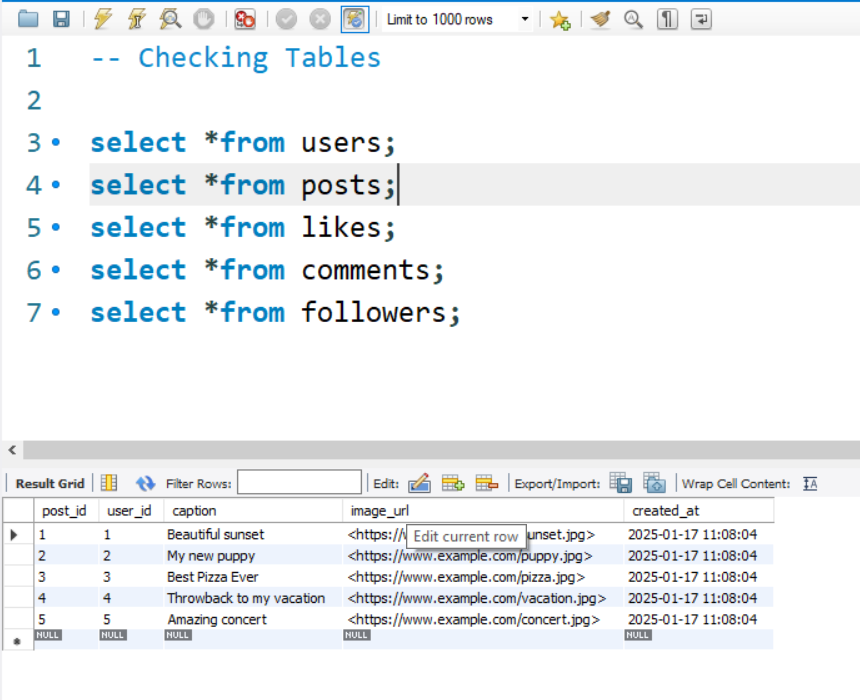 Limit to 1000 rows
1 -- Checking Tables
2
3 select *from users;
4 select *from posts;
5 select *from likes;
6 select *from comments;
7 select *from followers;
Result Grid Filter Rows: Edit: Export/Import: Wrap Cell Content:
post_id user_id caption image_url created_at
1 1 Beautiful sunset <https:// unset.jpg> 2025-01-17 11:08:04
Edit current row
2 2 My new puppy <https://www.example.com/puppy.jpg> 2025-01-17 11:08:04
3 3 Best Pizza Ever <https://www.example.com/pizza.jpg> 2025-01-17 11:08:04
4 4 Throwback to my vacation <https://www.example.com/vacation.jpg> 2025-01-17 11:08:04
5 5 Amazing concert <https://www.example.com/concert.jpg> 2025-01-17 11:08:04
NULL NULL NULL NULL NULL